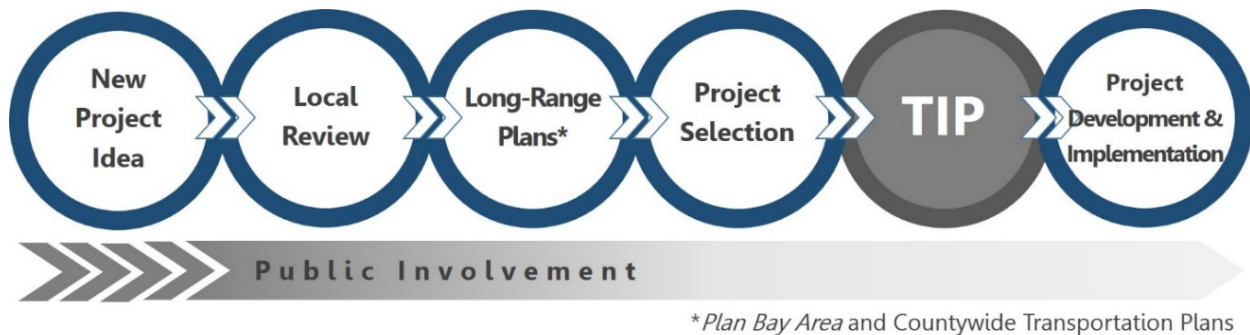 New
Project
Idea
Local
Review
Long-Range
Plans*
Project
Selection
TIP
Project
Development &
Implementation
Public Involvement
*Plan Bay Area and Countywide Transportation Plans